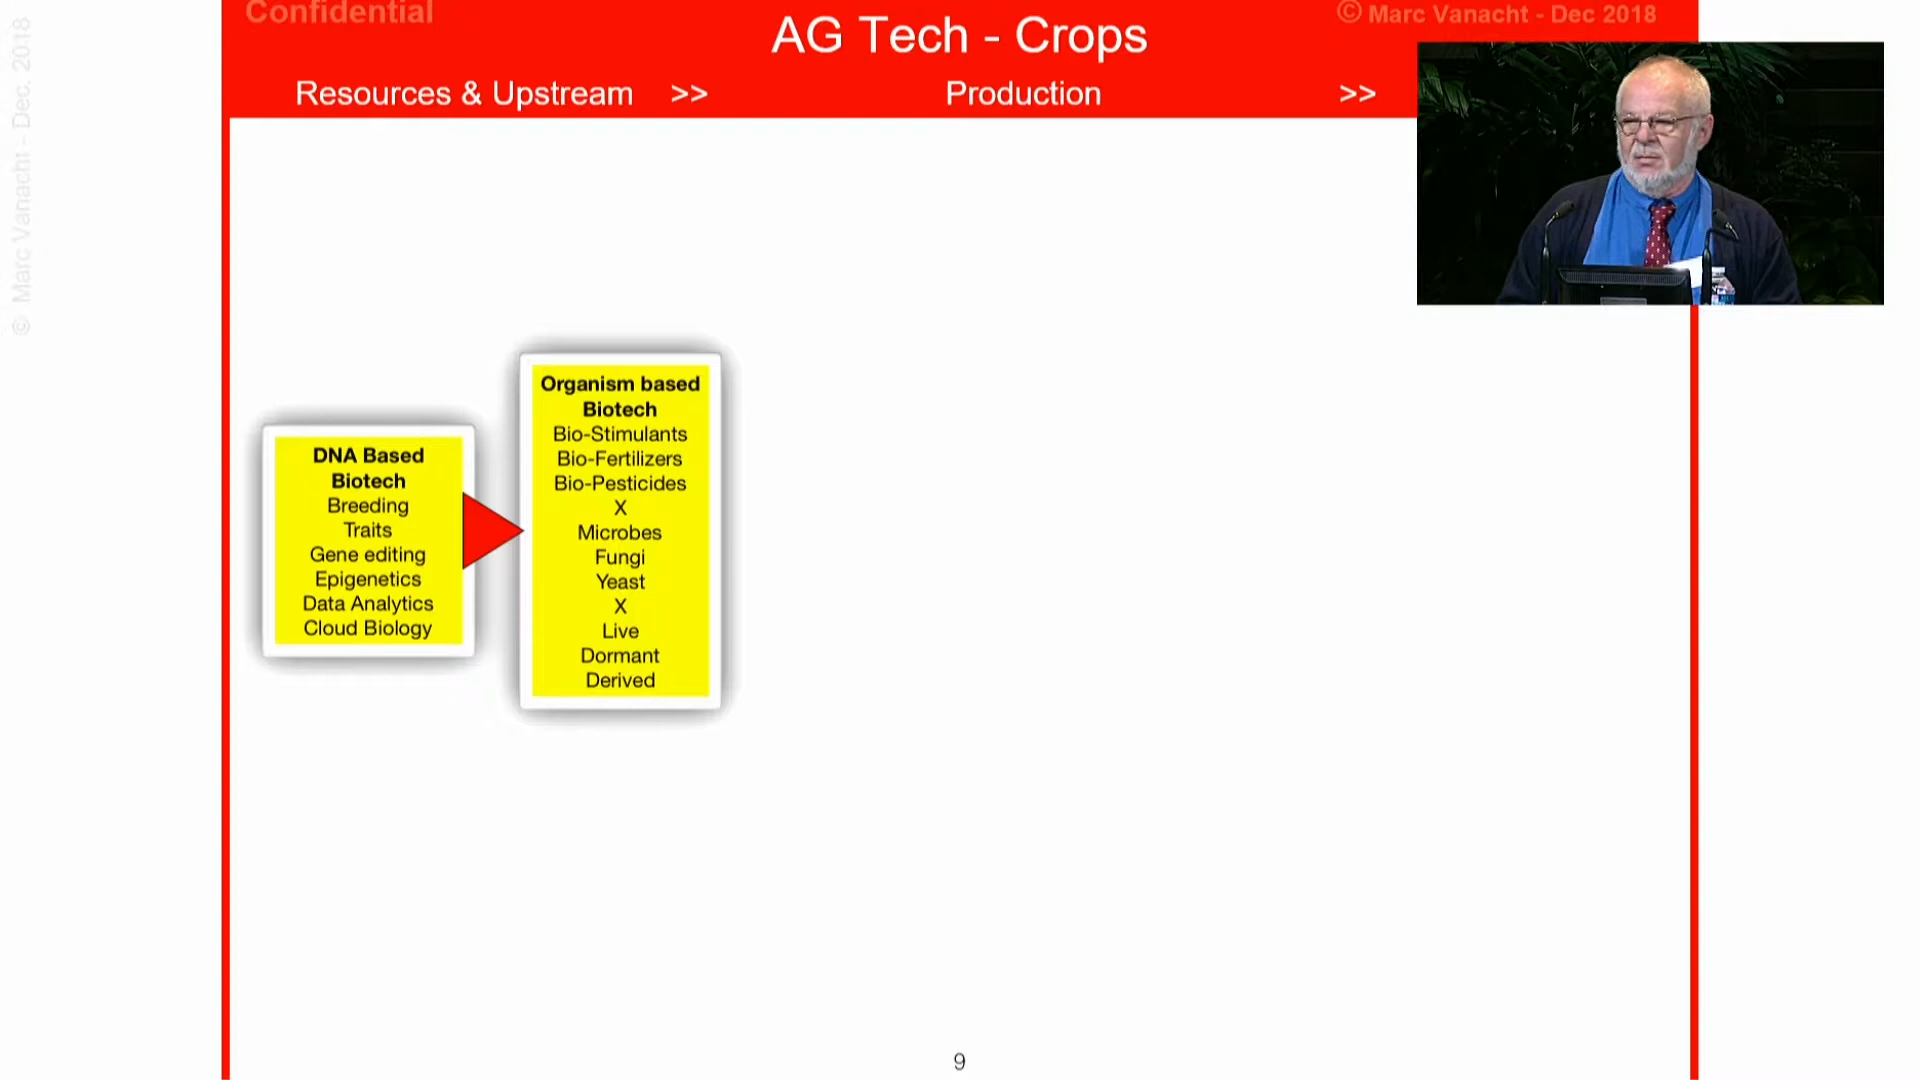 Confidential
© Marc Vanacht - Dec 2018
AG Tech - Crops
Resources & Upstream >> Production >>
© Marc Vanacht - Dec. 2018
DNA Based
Biotech
Breeding
Traits
Gene editing
Epigenetics
Data Analytics
Cloud Biology
Organism based
Biotech
Bio-Stimulants
Bio-Fertilizers
Bio-Pesticides
X
Microbes
Fungi
Yeast
X
Live
Dormant
Derived
9